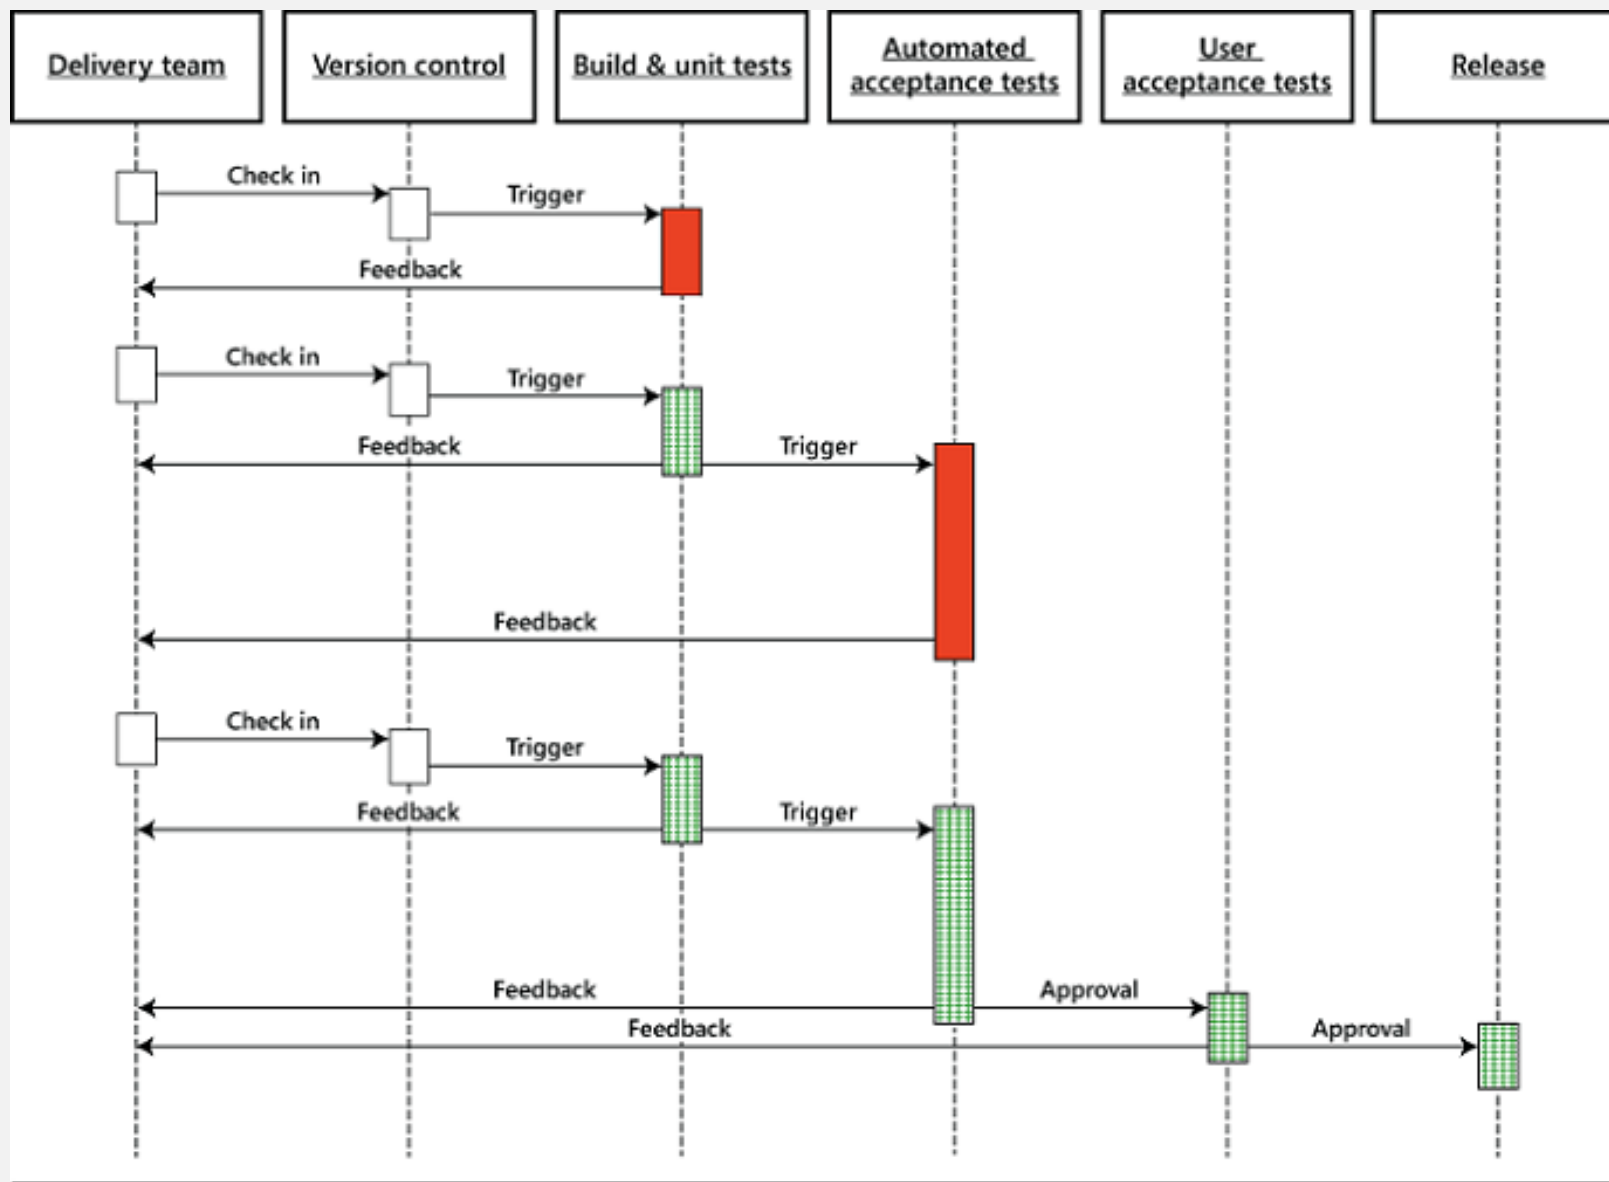 Delivery team
Version control
Build & unit tests
Automated
acceptance tests
User
acceptance tests
Release
Check in
Trigger
Feedback
Check in
Trigger
Feedback
Trigger
Feedback
Check in
Trigger
Feedback
Trigger
Feedback
Approval
Feedback
Approval